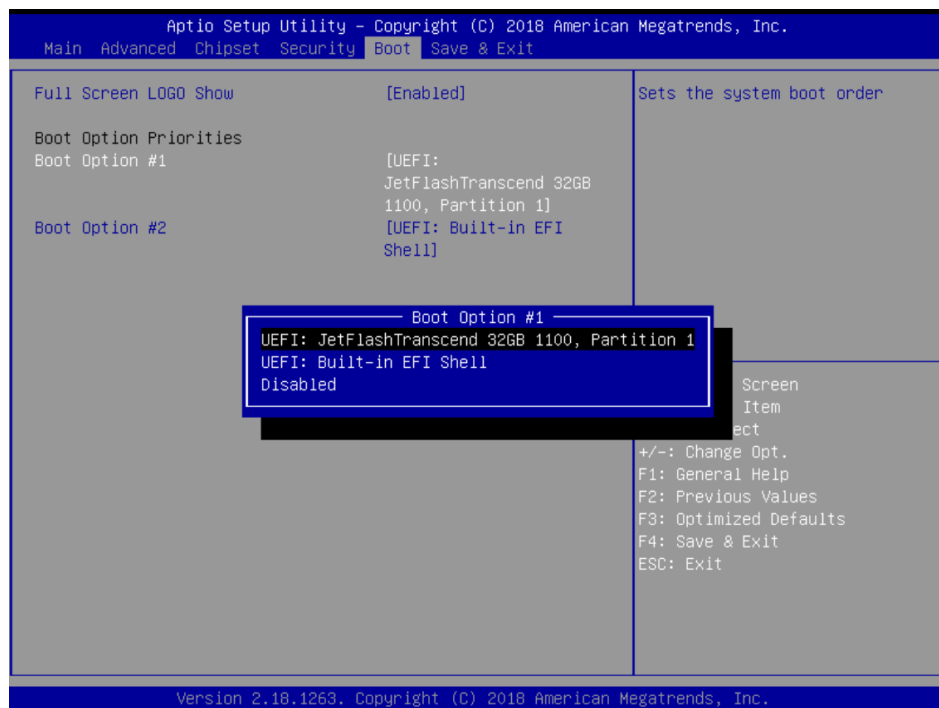 Aptio Setup Utility – Copyright (C) 2018 American Megatrends, Inc.
Main Advanced Chipset Security Boot Save & Exit
Full Screen LOGO Show [Enabled]
Sets the system boot order
Boot Option Priorities
Boot Option #1 [UEFI:
JetFlashTranscend 32GB
1100, Partition 1]
Boot Option #2 [UEFI: Built-in EFI
Shell]
Boot Option #1
UEFI: JetFlashTranscend 32GB 1100, Partition 1
UEFI: Built-in EFI Shell
Disabled
Screen
Item
+/-: Change Opt.
F1: General Help
F2: Previous Values
F3: Optimized Defaults
F4: Save & Exit
ESC: Exit
Version 2.18.1263. Copyright (C) 2018 American Megatrends, Inc.